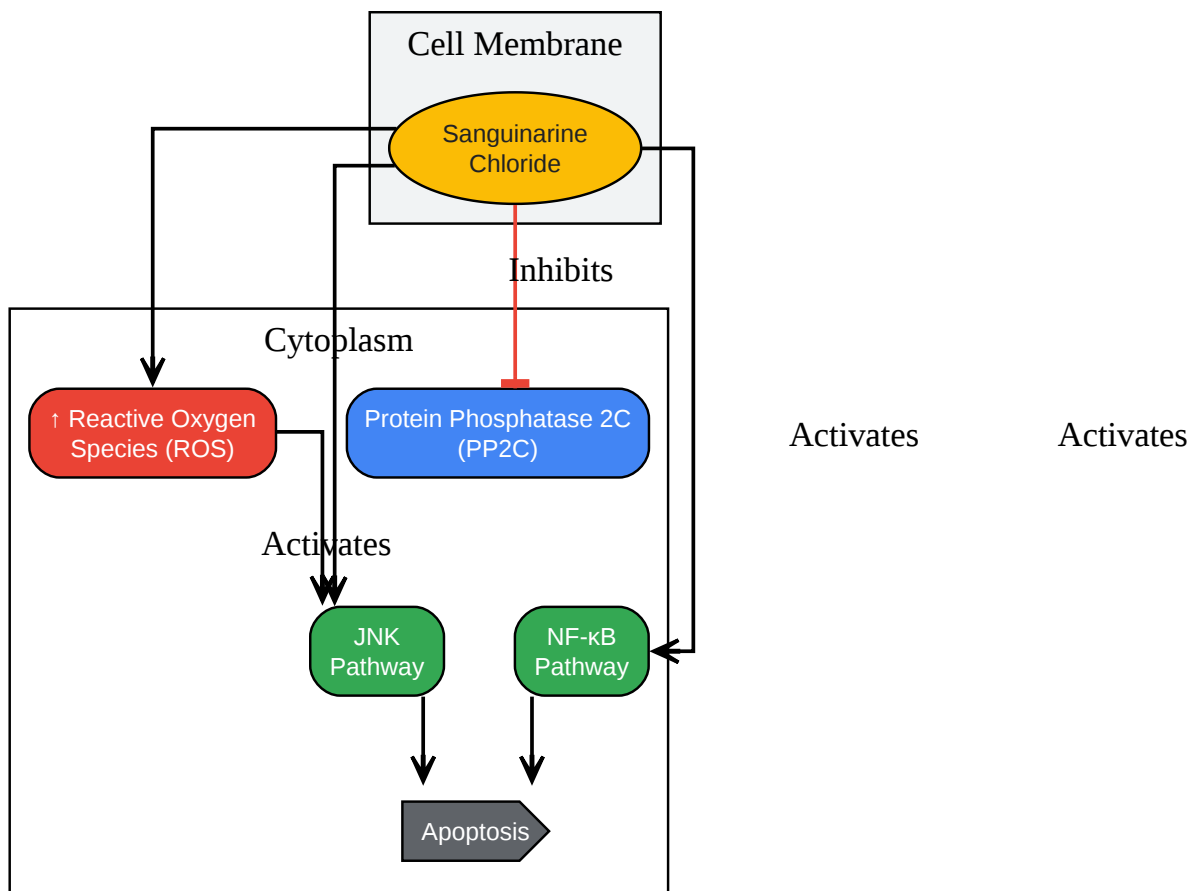 Cell Membrane
Sanguinarine
Chloride
Inhibits
Cytoplasm
↑ Reactive Oxygen
Species (ROS)
Protein Phosphatase 2C
(PP2C)
Activates
Activates
Activates
JNK
Pathway
NF-κB
Pathway
Apoptosis